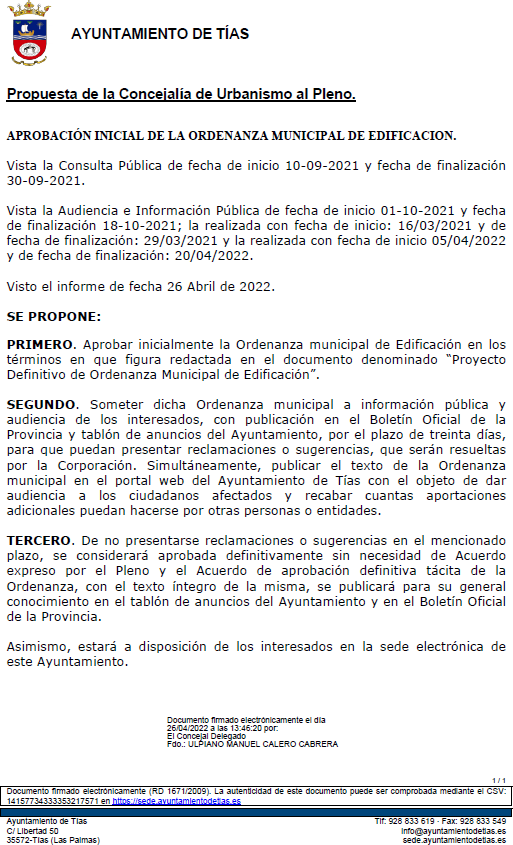 AYUNTAMIENTO DE TÍAS
Propuesta de la Concejalía de Urbanismo al Pleno.
APROBACIÓN INICIAL DE LA ORDENANZA MUNICIPAL DE EDIFICACION.
Vista la Consulta Pública de fecha de inicio 10-09-2021 y fecha de finalización
30-09-2021.
Vista la Audiencia e Información Pública de fecha de inicio 01-10-2021 y fecha
de finalización 18-10-2021; la realizada con fecha de inicio: 16/03/2021 y de
fecha de finalización: 29/03/2021 y la realizada con fecha de inicio 05/04/2022
y de fecha de finalización: 20/04/2022.
Visto el informe de fecha 26 Abril de 2022.
SE PROPONE:
PRIMERO. Aprobar inicialmente la Ordenanza municipal de Edificación en los
términos en que figura redactada en el documento denominado “Proyecto
Definitivo de Ordenanza Municipal de Edificación”.
SEGUNDO. Someter dicha Ordenanza municipal a información pública y
audiencia de los interesados, con publicación en el Boletín Oficial de la
Provincia y tablón de anuncios del Ayuntamiento, por el plazo de treinta días,
para que puedan presentar reclamaciones o sugerencias, que serán resueltas
por la Corporación. Simultáneamente, publicar el texto de la Ordenanza
municipal en el portal web del Ayuntamiento de Tías con el objeto de dar
audiencia a los ciudadanos afectados y recabar cuantas aportaciones
adicionales puedan hacerse por otras personas o entidades.
TERCERO. De no presentarse reclamaciones o sugerencias en el mencionado
plazo, se considerará aprobada definitivamente sin necesidad de Acuerdo
expreso por el Pleno y el Acuerdo de aprobación definitiva tácita de la
Ordenanza, con el texto íntegro de la misma, se publicará para su general
conocimiento en el tablón de anuncios del Ayuntamiento y en el Boletín Oficial
de la Provincia.
Asimismo, estará a disposición de los interesados en la sede electrónica de
este Ayuntamiento.
Documento firmado electrónicamente el día
26/04/2022 a las 13:46:20 por:
El Concejal Delegado
Fdo.: ULPIANO MANUEL CALERO CABRERA
1 / 1
Documento firmado electrónicamente (RD 1671/2009). La autenticidad de este documento puede ser comprobada mediante el CSV:
14157734333353217571 en https://sede.ayuntamientodetias.es
Ayuntamiento de Tías Tlf: 928 833 619 - Fax: 928 833 549
C/ Libertad 50 info@ayuntamientodetias.es
35572-Tías (Las Palmas) sede.ayuntamientodetias.es